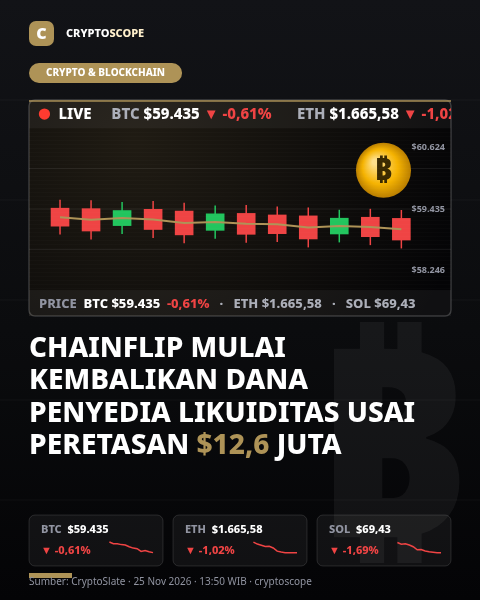 C CRYPTOSCOPE
CRYPTO & BLOCKCHAIN
LIVE BTC $59.435 ▼ -0,61% ETH $1.665,58 ▼ -1,02
$60.624
$59.435
$58.246
PRICE BTC $59.435 -0,61% · ETH $1.665,58 · SOL $69,43
CHAINFLIP MULAI
KEMBALIKAN DANA
PENYEDIA LIKUIDITAS USAI
PERETASAN $12,6 JUTA
BTC $59.435
▼ -0,61%
ETH $1.665,58
▼ -1,02%
SOL $69,43
▼ -1,69%
Sumber: CryptoSlate · 25 Nov 2026 · 13:50 WIB · cryptoscope